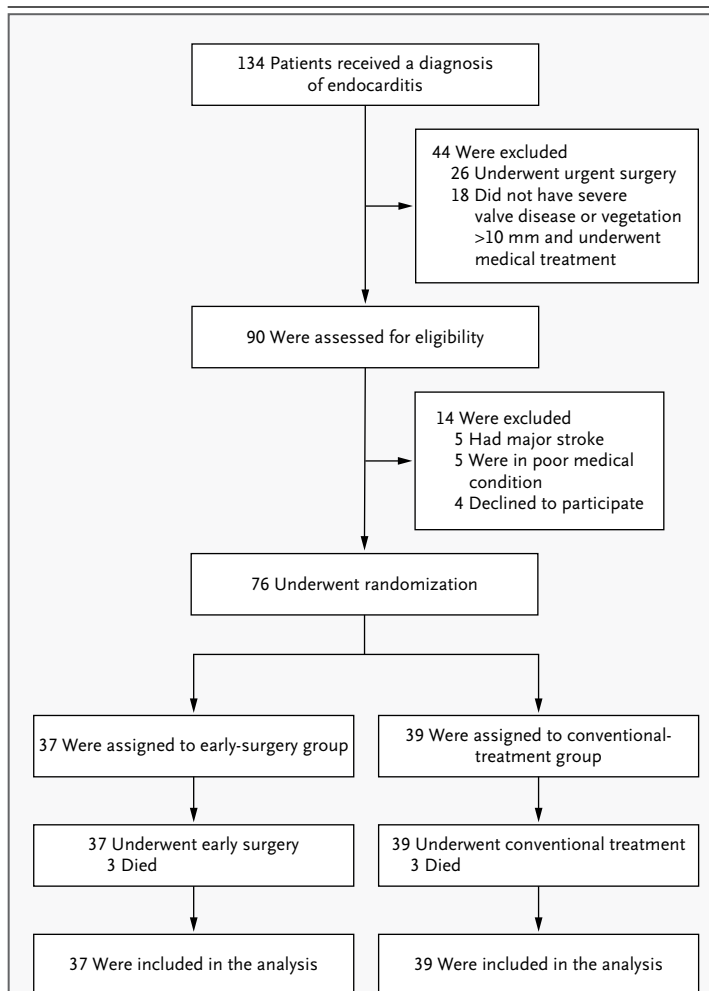 134 Patients received a diagnosis
of endocarditis
44 Were excluded
26 Underwent urgent surgery
18 Did not have severe
valve disease or vegetation
>10 mm and underwent
medical treatment
90 Were assessed for eligibility
14 Were excluded
5 Had major stroke
5 Were in poor medical
condition
4 Declined to participate
76 Underwent randomization
37 Were assigned to early-surgery group
39 Were assigned to conventional-
treatment group
37 Underwent early surgery
3 Died
39 Underwent conventional treatment
3 Died
37 Were included in the analysis
39 Were included in the analysis